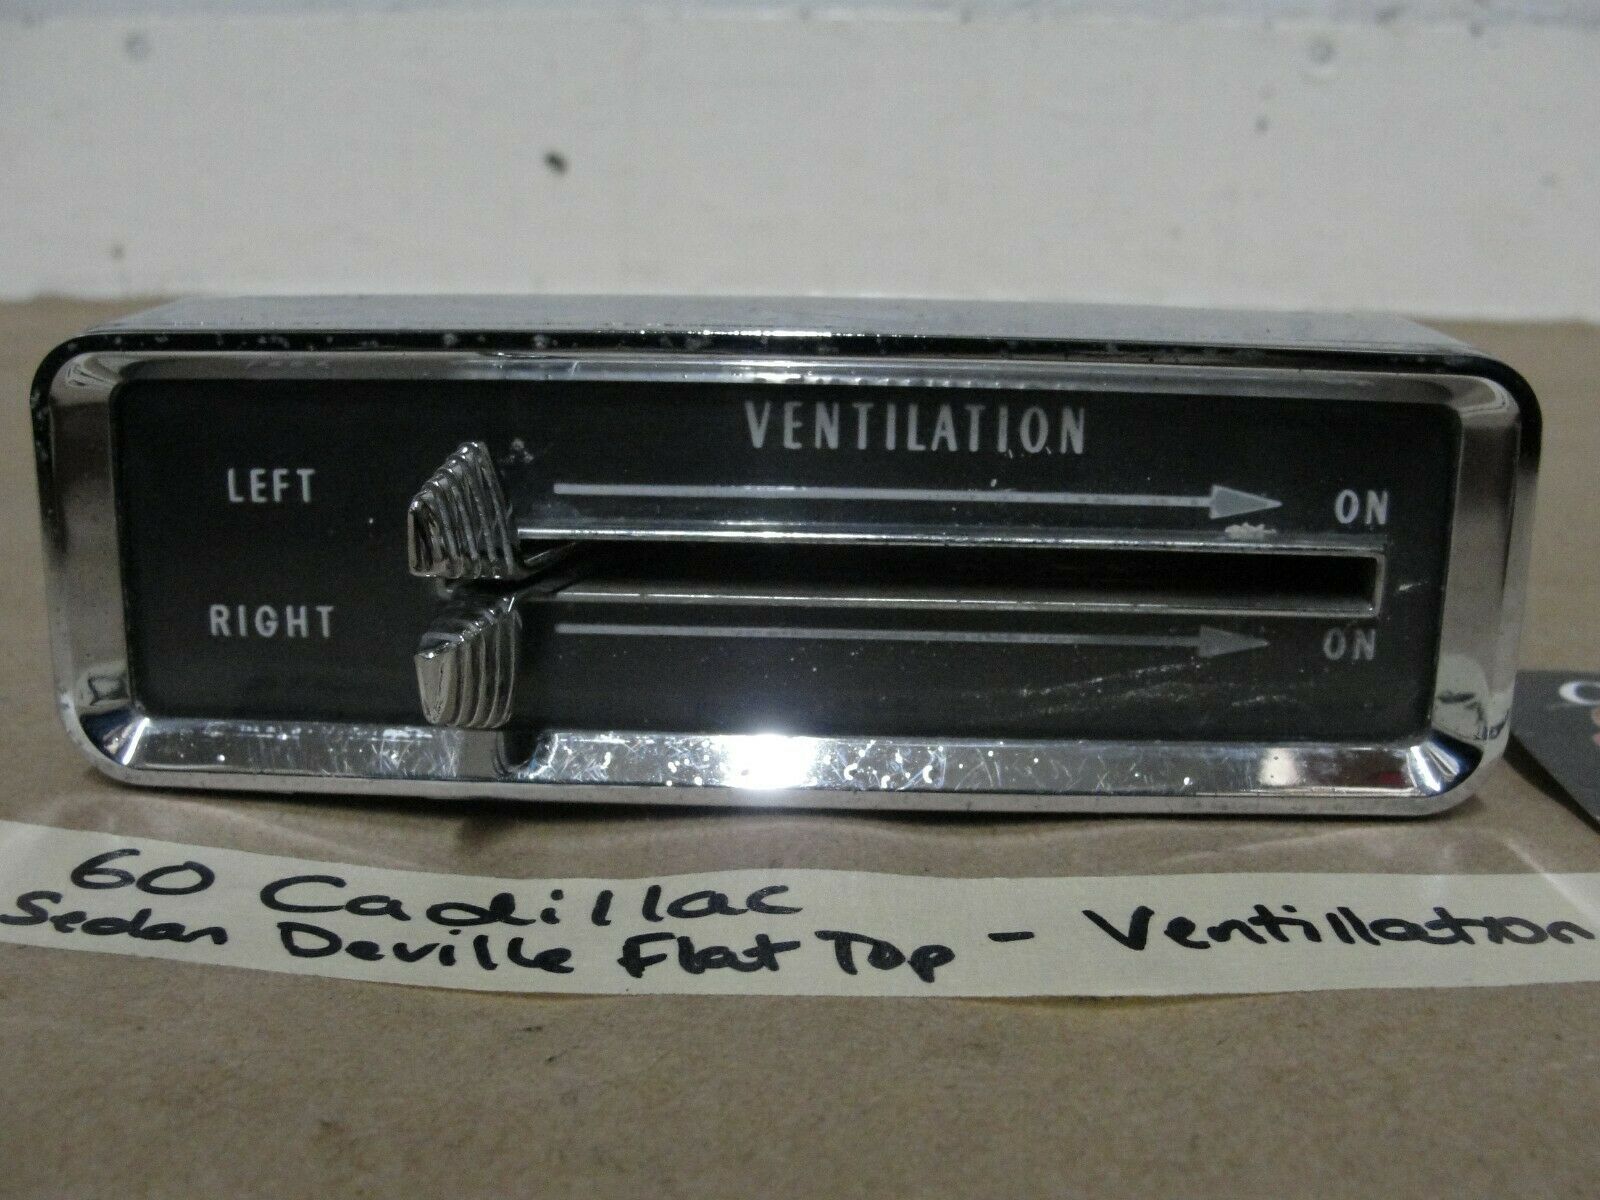 VENTILATION
LEFT ON
RIGHT ON
60 Cadillac
Sedan Deville Flat Top - Ventillation